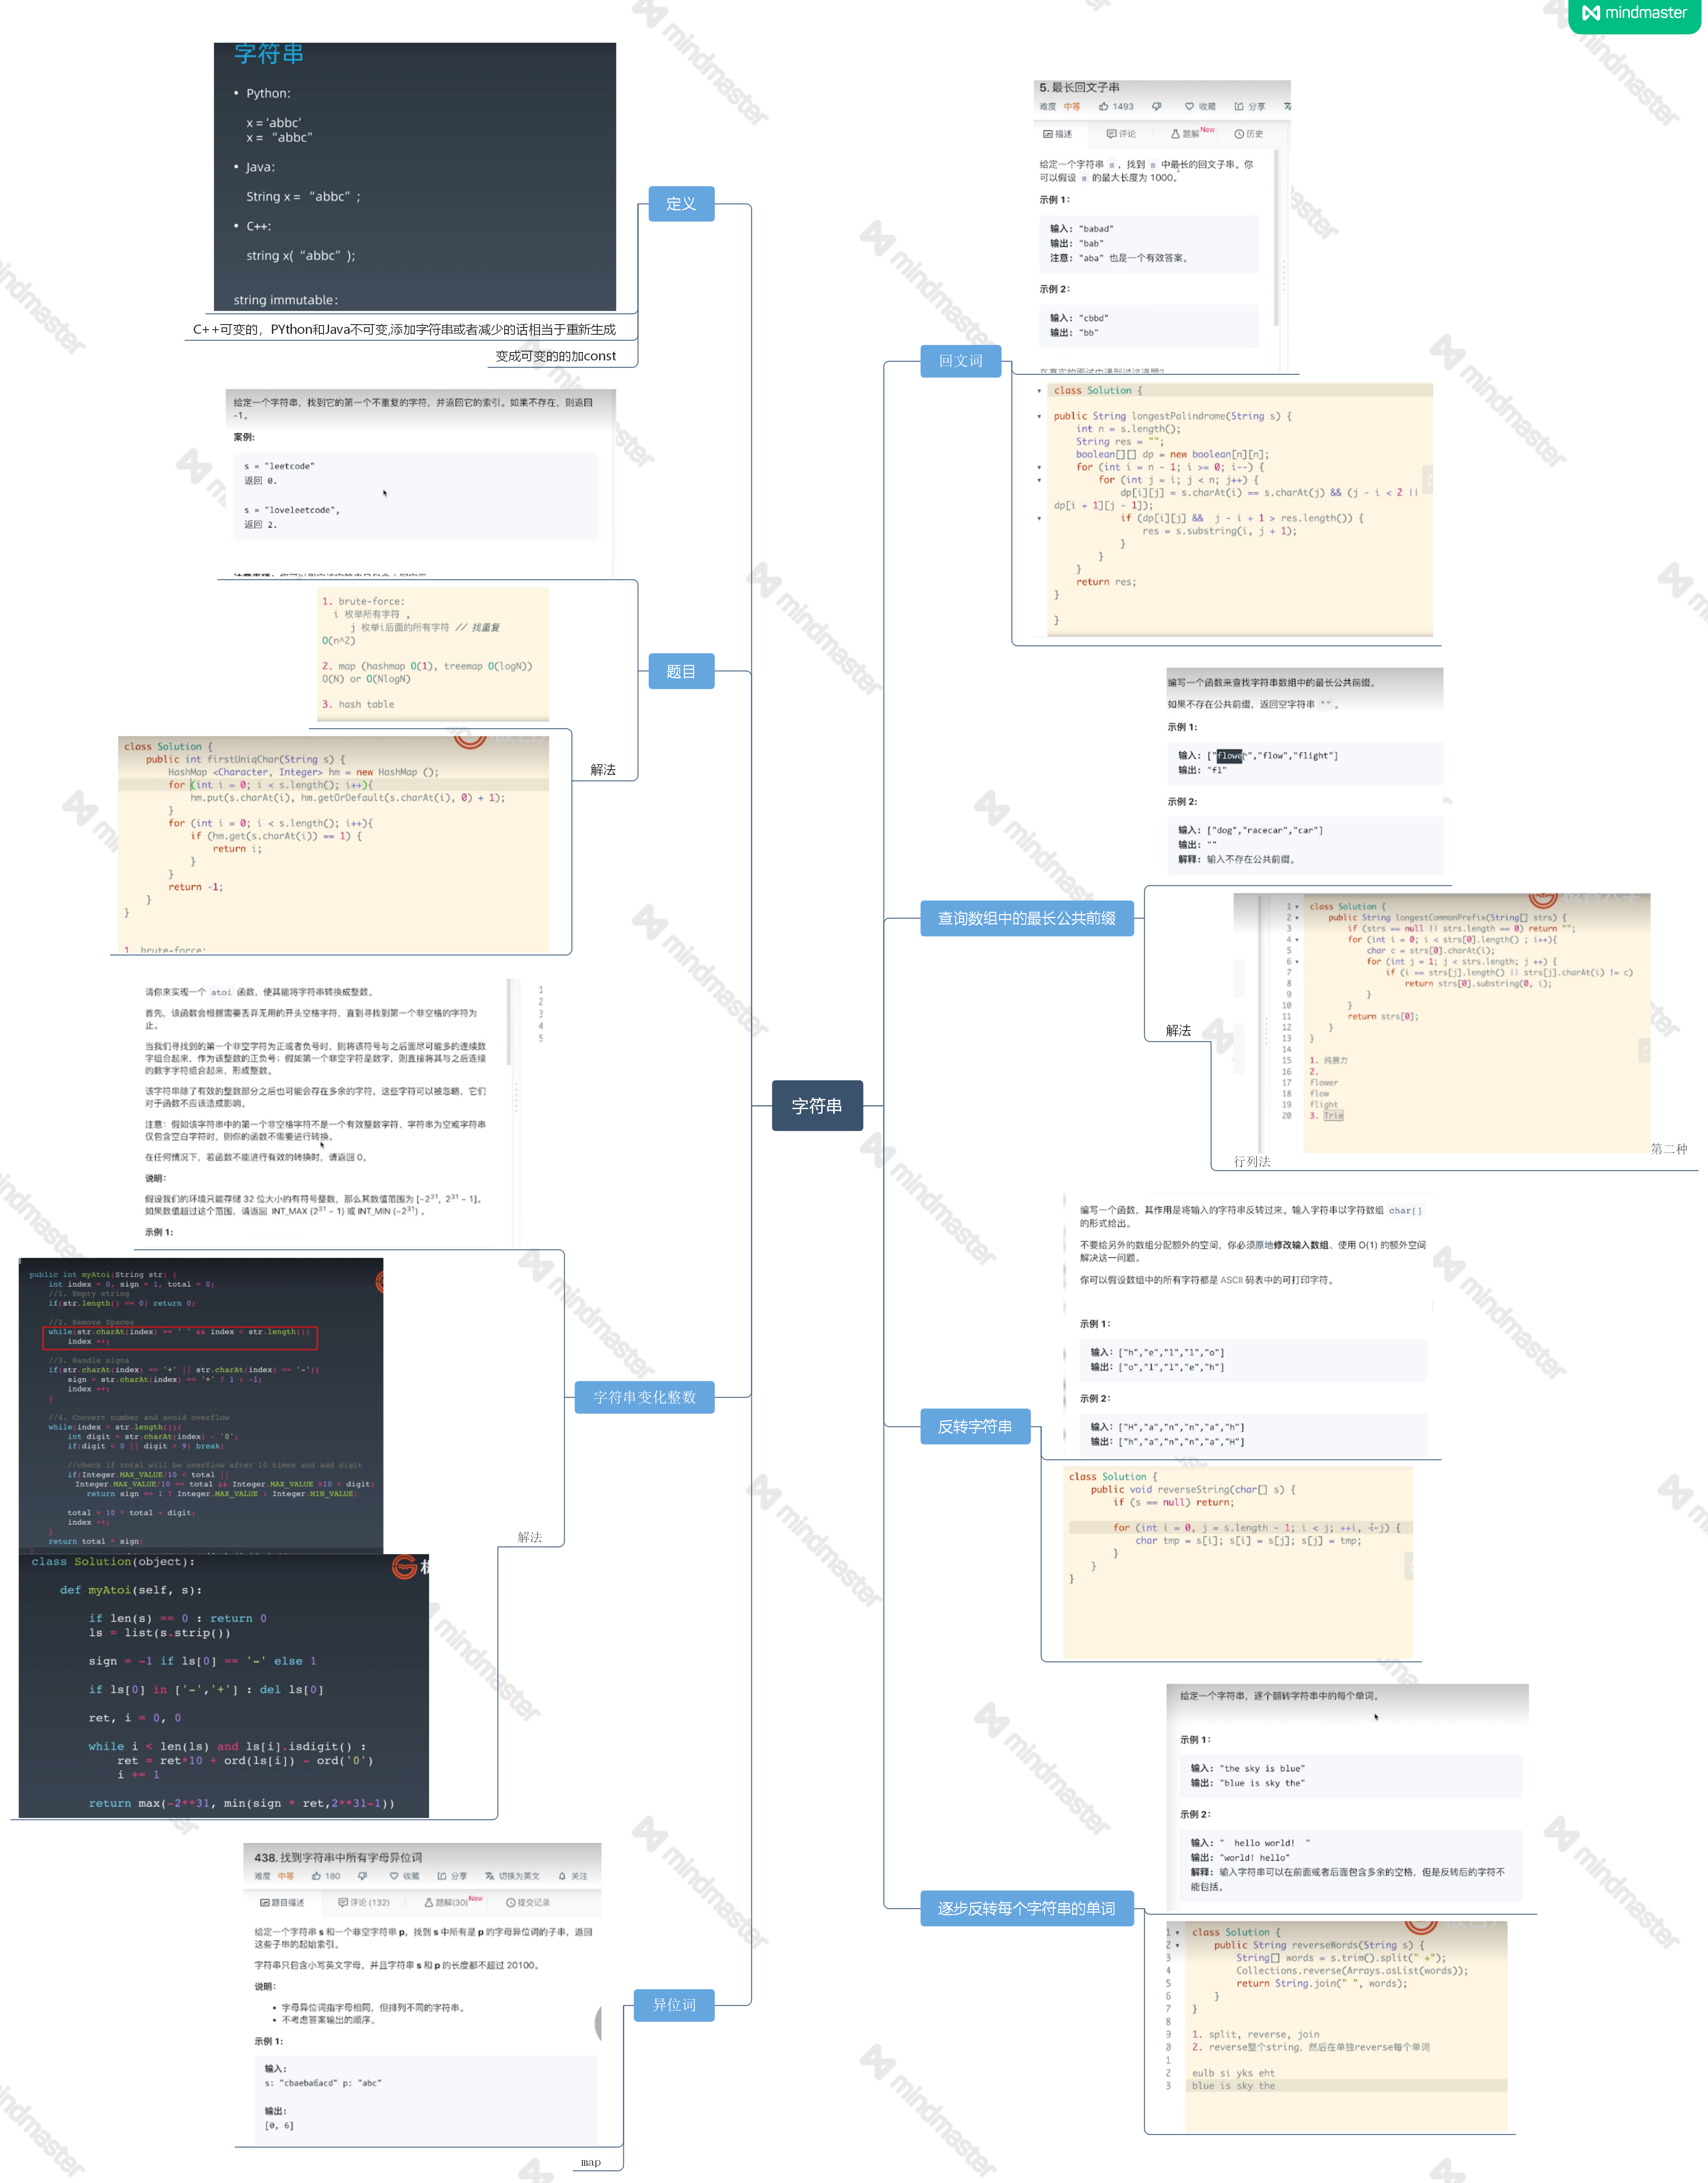 mindmaster
字符串
• Python:
x = 'abbc'
x = “abbc”
• Java:
String x = “abbc” ;
• C++:
string x( “abbc” );
string immutable:
定义
C++可变的，PYthon和Java不可变,添加字符串或者减少的话相当于重新生成
变成可变的的加const
给定一个字符串，找到它的第一个不重复的字符，并返回它的索引。如果不存在，则返回
-1。
案例:
s = "leetcode"
返回 0.
s = "loveleetcode",
返回 2.
题目
1. brute-force:
i 枚举所有字符 ,
j 枚举i后面的所有字符 // 找重复
O(n^2)
2. map (hashmap O(1), treemap O(logN))
O(N) or O(NlogN)
3. hash table
解法
class Solution {
public int firstUniqChar(String s) {
HashMap <Character, Integer> hm = new HashMap ();
for (int i = 0; i < s.length(); i++){
hm.put(s.charAt(i), hm.getOrDefault(s.charAt(i), 0) + 1);
}
for (int i = 0; i < s.length(); i++){
if (hm.get(s.charAt(i)) == 1) {
return i;
}
}
return -1;
}
}
1. brute-force:
请你来实现一个 atoi 函数，使其能将字符串转换成整数。
首先，该函数会根据需要丢弃无用的开头空格字符，直到寻找到第一个非空格的字符为
止。
当我们寻找到的第一个非空字符为正或者负号时，则将该符号与之后面尽可能多的连续数
字组合起来，作为该整数的正负号；假如第一个非空字符是数字，则直接将其与之后连续
的数字字符组合起来，形成整数。
该字符串除了有效的整数部分之后也可能会存在多余的字符，这些字符可以被忽略，它们
对于函数不应该造成影响。
注意：假如该字符串中的第一个非空格字符不是一个有效整数字符、字符串为空或字符串
仅包含空白字符时，则你的函数不需要进行转换。
在任何情况下，若函数不能进行有效的转换时，请返回 0。
说明:
假设我们的环境只能存储 32 位大小的有符号整数，那么其数值范围为 [−2^31, 2^31 − 1]。
如果数值超过这个范围，请返回 INT_MAX (2^31 − 1) 或 INT_MIN (−2^31) 。
示例 1:
1
2
3
4
5
字符串变化整数
解法
public int myAtoi(String str) {
int index = 0, sign = 1, total = 0;
//1. Empty string
if(str.length() == 0) return 0;
//2. Remove Spaces
while(str.charAt(index) == ' ' && index < str.length())
index ++;
//3. Handle signs
if(str.charAt(index) == '+' || str.charAt(index) == '-'){
sign = str.charAt(index) == '+' ? 1 : -1;
index ++;
}
//4. Convert number and avoid overflow
while(index < str.length()){
int digit = str.charAt(index) - '0';
if(digit < 0 || digit > 9) break;
//check if total will be overflow after 10 times and add digit
if(Integer.MAX_VALUE/10 < total ||
Integer.MAX_VALUE/10 == total && Integer.MAX_VALUE %10 < digit)
return sign == 1 ? Integer.MAX_VALUE : Integer.MIN_VALUE;
total = 10 * total + digit;
index ++;
}
return total * sign;
}
class Solution(object):
def myAtoi(self, s):
if len(s) == 0 : return 0
ls = list(s.strip())
sign = -1 if ls[0] == '-' else 1
if ls[0] in ['-','+'] : del ls[0]
ret, i = 0, 0
while i < len(ls) and ls[i].isdigit() :
ret = ret*10 + ord(ls[i]) - ord('0')
i += 1
return max(-2**31, min(sign * ret,2**31-1))
438. 找到字符串中所有字母异位词
难度 中等 180 收藏 分享 切换为英文 关注
题目描述 评论 (132) 题解(30) New 提交记录
给定一个字符串 s 和一个非空字符串 p，找到 s 中所有是 p 的字母异位词的子串，返回
这些子串的起始索引。
字符串只包含小写英文字母，并且字符串 s 和 p 的长度都不超过 20100。
说明:
• 字母异位词指字母相同，但排列不同的字符串。
• 不考虑答案输出的顺序。
示例 1:
输入:
s: "cbaebabacd" p: "abc"
输出:
[0, 6]
异位词
map
字符串
5. 最长回文子串
难度 中等 1493 收藏 分享
描述 评论 题解 New 历史
给定一个字符串 s，找到 s 中最长的回文子串。你
可以假设 s 的最大长度为 1000。
示例 1:
输入: "babad"
输出: "bab"
注意: "aba" 也是一个有效答案。
示例 2:
输入: "cbbd"
输出: "bb"
回文词
class Solution {
public String longestPalindrome(String s) {
int n = s.length();
String res = "";
boolean[][] dp = new boolean[n][n];
for (int i = n - 1; i >= 0; i--) {
for (int j = i; j < n; j++) {
dp[i][j] = s.charAt(i) == s.charAt(j) && (j - i < 2 ||
dp[i + 1][j - 1]);
if (dp[i][j] && j - i + 1 > res.length()) {
res = s.substring(i, j + 1);
}
}
}
return res;
}
}
编写一个函数来查找字符串数组中的最长公共前缀。
如果不存在公共前缀，返回空字符串 "" 。
示例 1:
输入: ["flower","flow","flight"]
输出: "fl"
示例 2:
输入: ["dog","racecar","car"]
输出: ""
解释: 输入不存在公共前缀。
查询数组中的最长公共前缀
解法
1 class Solution {
2 public String longestCommonPrefix(String[] strs) {
3 if (strs == null || strs.length == 0) return "";
4 for (int i = 0; i < strs[0].length() ; i++){
5 char c = strs[0].charAt(i);
6 for (int j = 1; j < strs.length; j ++) {
7 if (i == strs[j].length() || strs[j].charAt(i) != c)
8 return strs[0].substring(0, i);
9 }
10 }
11 return strs[0];
12 }
13 }
14
15 1. 纯暴力
16 2.
17 flower
18 flow
19 flight
20 3. Trie
行列法
第二种
编写一个函数，其作用是将输入的字符串反转过来。输入字符串以字符数组 char[]
的形式给出。
不要给另外的数组分配额外的空间，你必须原地修改输入数组、使用 O(1) 的额外空间
解决这一问题。
你可以假设数组中的所有字符都是 ASCII 码表中的可打印字符。
示例 1:
输入: ["h","e","l","l","o"]
输出: ["o","l","l","e","h"]
示例 2:
输入: ["H","a","n","n","a","h"]
输出: ["h","a","n","n","a","H"]
反转字符串
class Solution {
public void reverseString(char[] s) {
if (s == null) return;
for (int i = 0, j = s.length - 1; i < j; ++i, --j) {
char tmp = s[i]; s[i] = s[j]; s[j] = tmp;
}
}
}
给定一个字符串，逐个翻转字符串中的每个单词。
示例 1:
输入: "the sky is blue"
输出: "blue is sky the"
示例 2:
输入: "  hello world!  "
输出: "world! hello"
解释: 输入字符串可以在前面或者后面包含多余的空格，但是反转后的字符不
能包括。
逐步反转每个字符串的单词
1 class Solution {
2 public String reverseWords(String s) {
3 String[] words = s.trim().split(" +");
4 Collections.reverse(Arrays.asList(words));
5 return String.join(" ", words);
6 }
7 }
8
9 1. split, reverse, join
0 2. reverse整个string，然后在单独reverse每个单词
1
2 eulb si yks eht
3 blue is sky the